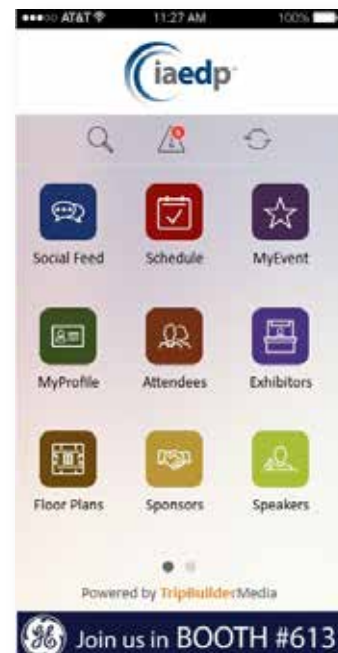 AT&T 11:27 AM 100%
iaedp
Social Feed Schedule MyEvent
MyProfile Attendees Exhibitors
Floor Plans Sponsors Speakers
Powered by TripBuilderMedia
GE Join us in BOOTH #613